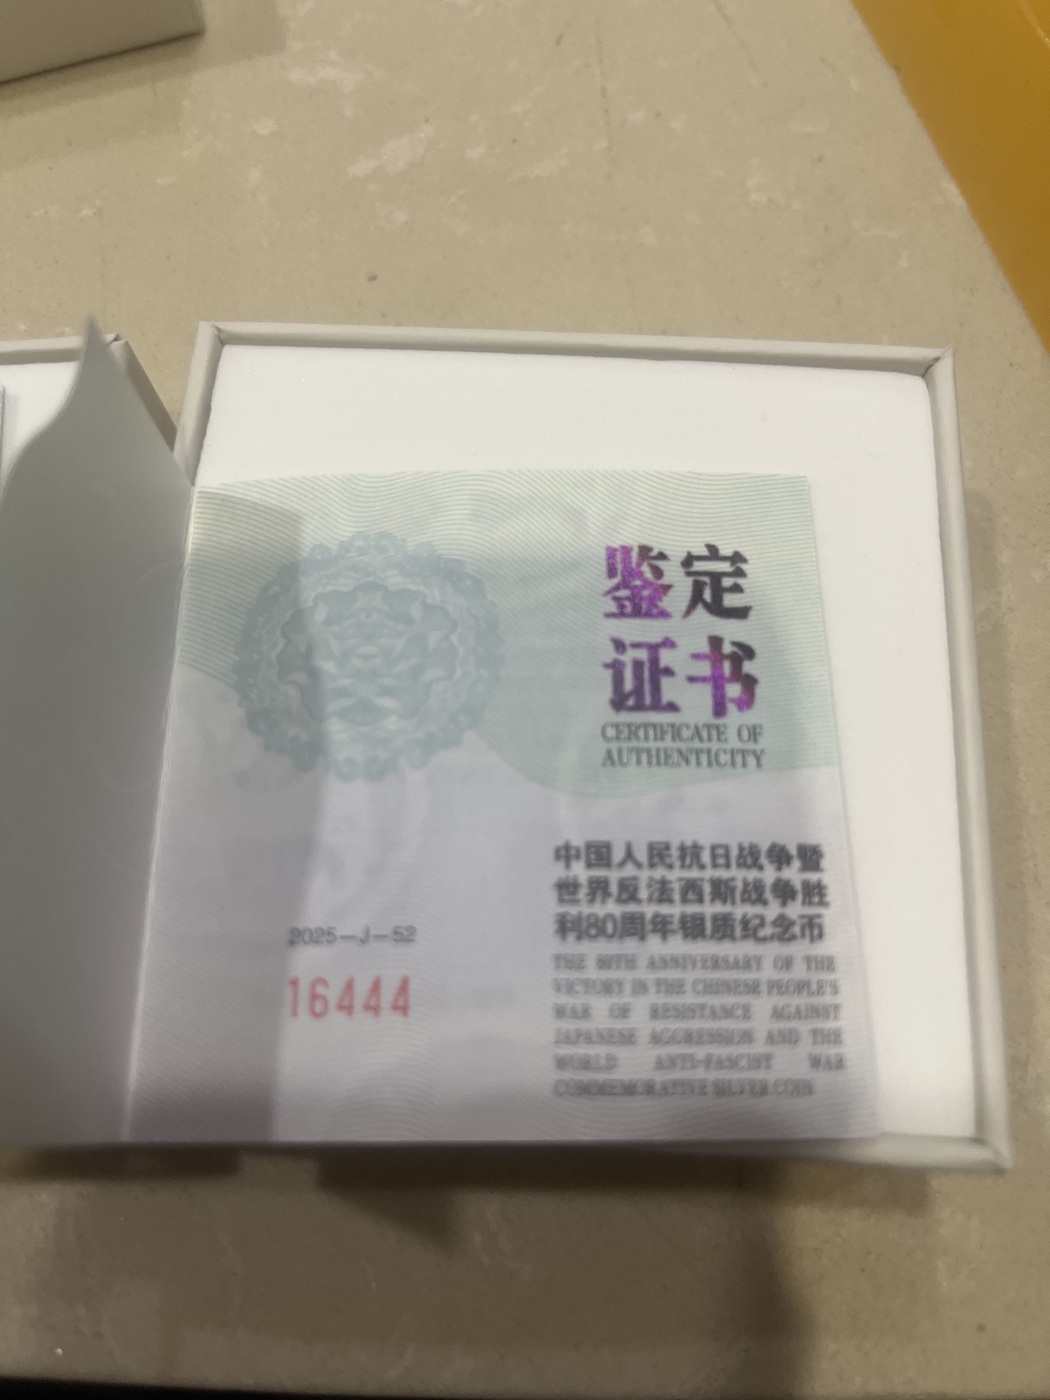 鉴定
证书
CERTIFICATE OF
AUTHENTICITY
中国人民抗日战争暨
世界反法西斯战争胜
利80周年银质纪念币
THE 80TH ANNIVERSARY OF THE
VICTORY IN THE CHINESE PEOPLE'S
WAR OF RESISTANCE AGAINST
JAPANESE AGGRESSION AND THE
WORLD ANTI-FASCIST WAR
COMMEMORATIVE SILVER COIN
2025-J-52
16444